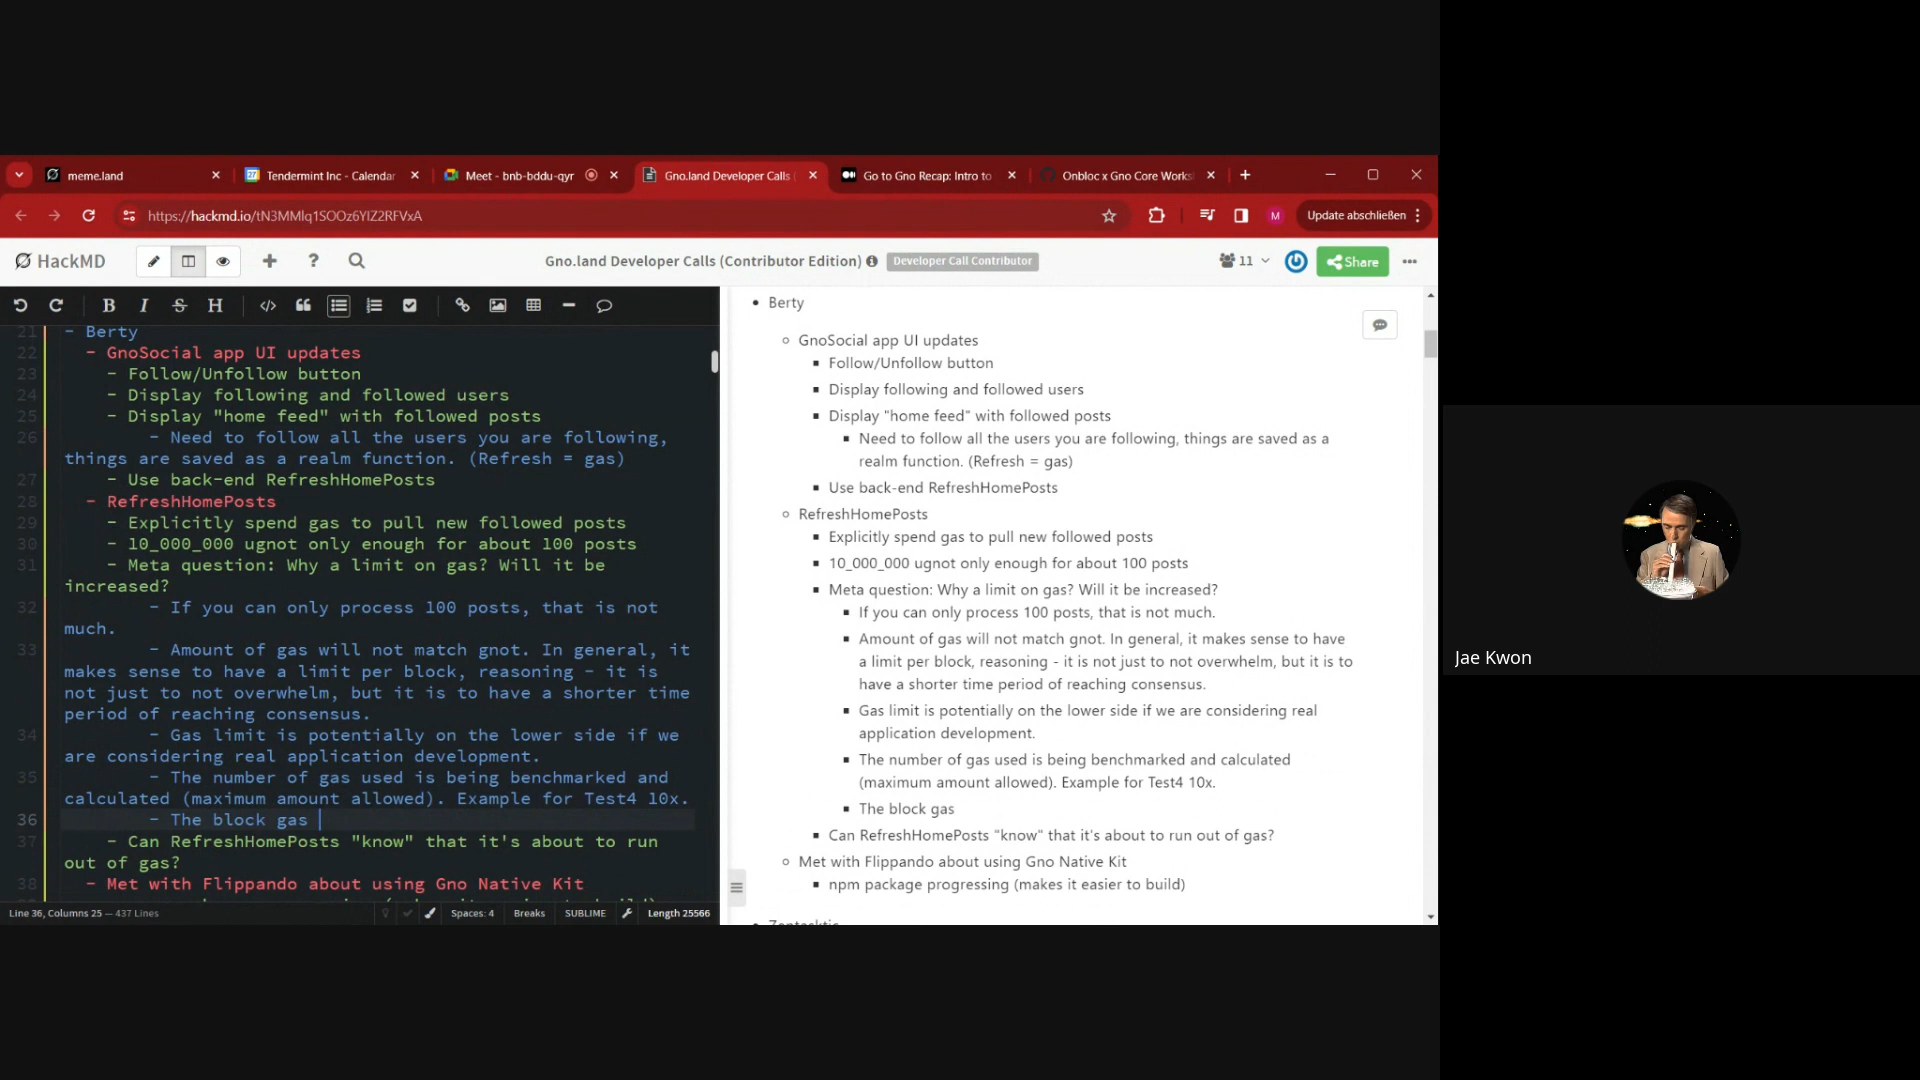 meme.land
Tendermint Inc - Calendar
Meet - bnb-bddu-qyr
Gno.land Developer Calls
Go to Gno Recap: Intro to
Onbloc x Gno Core Works
https://hackmd.io/tN3MMlq1SOOz6YIZ2RFVxA
M
Update abschließen
HackMD
Gno.land Developer Calls (Contributor Edition)
Developer Call Contributor
11
Share
21 - Berty
22 - GnoSocial app UI updates
23 - Follow/Unfollow button
24 - Display following and followed users
25 - Display "home feed" with followed posts
26 - Need to follow all the users you are following,
things are saved as a realm function. (Refresh = gas)
27 - Use back-end RefreshHomePosts
28 - RefreshHomePosts
29 - Explicitly spend gas to pull new followed posts
30 - 10_000_000 ugnot only enough for about 100 posts
31 - Meta question: Why a limit on gas? Will it be
increased?
32 - If you can only process 100 posts, that is not
much.
33 - Amount of gas will not match gnot. In general, it
makes sense to have a limit per block, reasoning - it is
not just to not overwhelm, but it is to have a shorter time
period of reaching consensus.
34 - Gas limit is potentially on the lower side if we
are considering real application development.
35 - The number of gas used is being benchmarked and
calculated (maximum amount allowed). Example for Test4 10x.
36 - The block gas
37 - Can RefreshHomePosts "know" that it's about to run
out of gas?
38 - Met with Flippando about using Gno Native Kit
Line 36, Columns 25 — 437 Lines
Spaces: 4
Breaks
SUBLIME
Length 25566
Berty
GnoSocial app UI updates
Follow/Unfollow button
Display following and followed users
Display "home feed" with followed posts
Need to follow all the users you are following, things are saved as a
realm function. (Refresh = gas)
Use back-end RefreshHomePosts
RefreshHomePosts
Explicitly spend gas to pull new followed posts
10_000_000 ugnot only enough for about 100 posts
Meta question: Why a limit on gas? Will it be increased?
If you can only process 100 posts, that is not much.
Amount of gas will not match gnot. In general, it makes sense to have
a limit per block, reasoning - it is not just to not overwhelm, but it is to
have a shorter time period of reaching consensus.
Gas limit is potentially on the lower side if we are considering real
application development.
The number of gas used is being benchmarked and calculated
(maximum amount allowed). Example for Test4 10x.
The block gas
Can RefreshHomePosts "know" that it's about to run out of gas?
Met with Flippando about using Gno Native Kit
npm package progressing (makes it easier to build)
Jae Kwon